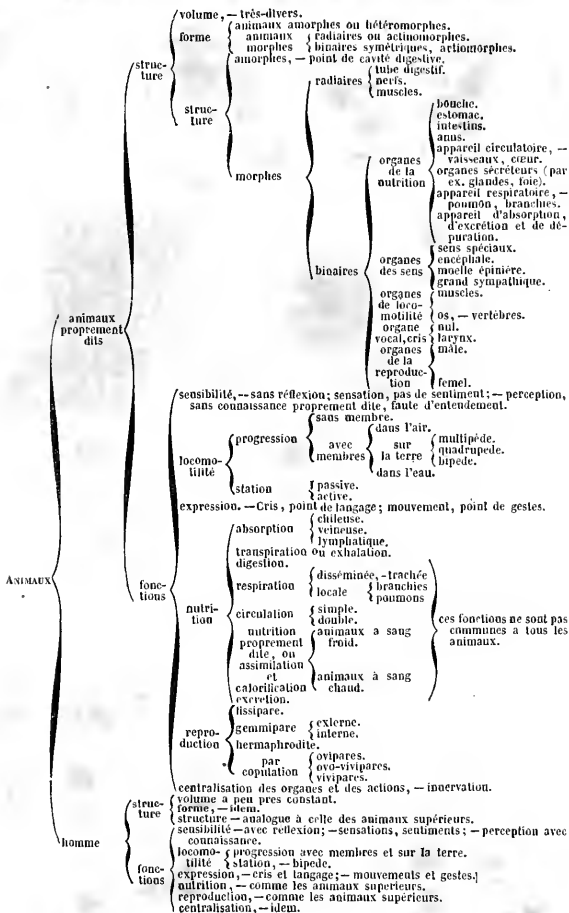 volume, — très-divers.
forme
animaux amorphes ou hétéromorphes.
animaux morphes
radiaires ou actinomorphes.
binaires symétriques, actiomorphes.
struc-
ture
struc-
ture
amorphes, — point de cavité digestive.
morphes
radiaires
tube digestif.
nerfs.
muscles.
binaires
organes
de la
nutrition
bouche.
estomac.
intestins.
anus.
appareil circulatoire, —
vaisseaux, cœur.
organes sécréteurs (par
ex. glandes, foie).
appareil respiratoire, —
poumon, branchies.
appareil d'absorption,
d'excrétion et de dé-
puration.
organes
des sens
sens spéciaux.
encéphale.
moelle épinière.
grand sympathique.
organes
de loco-
motilité
muscles.
os, — vertèbres.
organe
vocal, cris
nul.
larynx.
organes
de la
reproduc-
tion
mâle.
femel.
animaux
proprement
dits
sensibilité, — sans réflexion; sensation, pas de sentiment; — perception,
sans connaissance proprement dite, faute d'entendement.
locomo-
tilité
progression
sans membre.
avec
membres
dans l'air.
sur
la terre
multipède.
quadrupede.
bipede.
dans l'eau.
station
passive.
active.
expression. — Cris, point de langage; mouvement, point de gestes.
ANIMAUX
fonc-
tions
nutri-
tion
absorption
chileuse.
veineuse.
lymphatique.
transpiration ou exhalation.
digestion.
respiration
disséminée, - trachée
locale
branchies
poumons
circulation
simple.
double.
nutrition
proprement
dite, ou
assimilation
et
calorification
animaux a sang
froid.
animaux à sang
chaud.
excretion.
ces fonctions ne sont pas
communes a tous les
animaux.
repro-
duction
fissipare.
gemmipare
externe.
interne.
hermaphrodite.
par
copulation
ovipares.
ovo-vivipares.
vivipares.
centralisation des organes et des actions, — innervation.
homme
struc-
ture
volume a peu pres constant.
forme, — idem.
structure — analogue à celle des animaux supérieurs.
fonc-
tions
sensibilité — avec reflexion; — sensations, sentiments; — perception avec
connaissance.
locomo-
tilité
progression avec membres et sur la terre.
station, — bipede.
expression, — cris et langage; — mouvements et gestes.]
nutrition, — comme les animaux superieurs.
reproduction, — comme les animaux supérieurs.
centralisation, — idem.